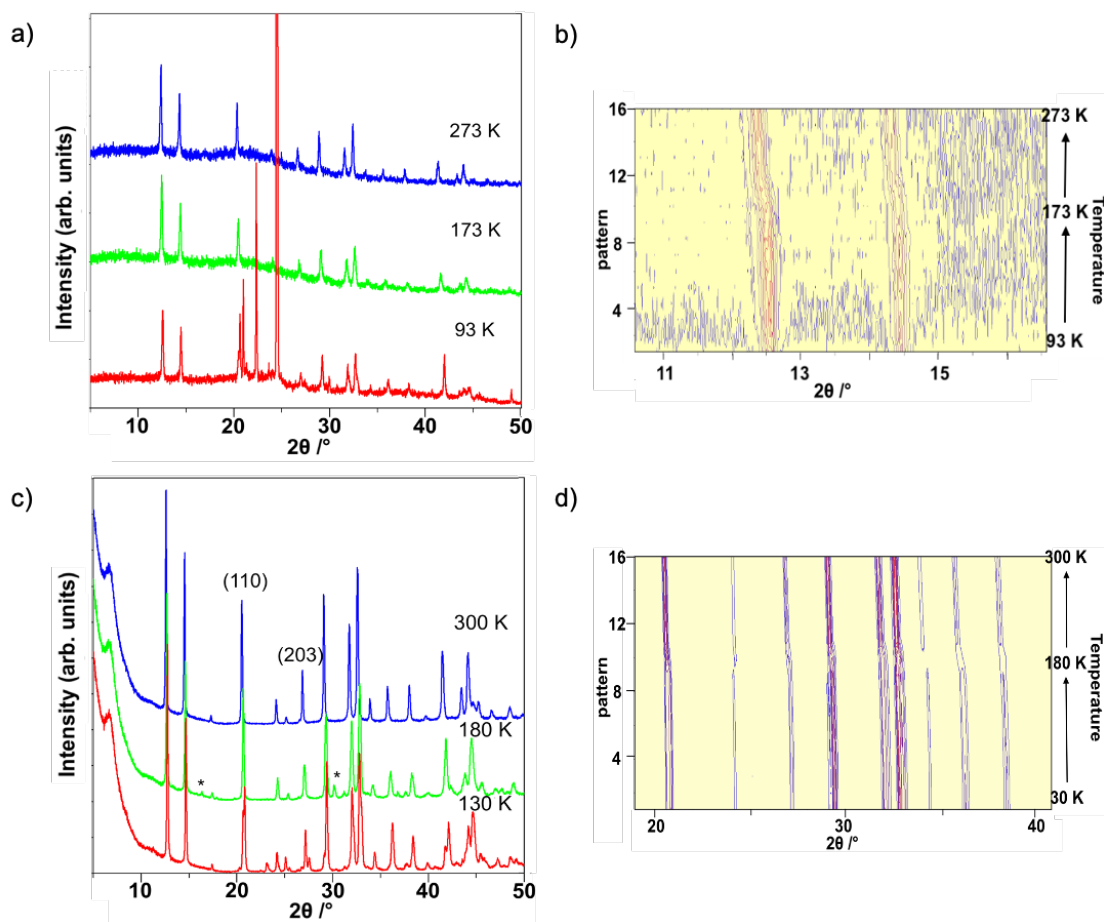 a)
Intensity (arb. units)
273 K
173 K
93 K
10 20 30 40 50
2θ /°
b)
pattern
16
12
8
4
273 K
173 K
93 K
Temperature
11 13 15
2θ /°
c)
Intensity (arb. units)
(110)
(203)
300 K
180 K
* *
130 K
10 20 30 40 50
2θ /°
d)
pattern
16
12
8
4
300 K
180 K
30 K
Temperature
20 30 40
2θ /°